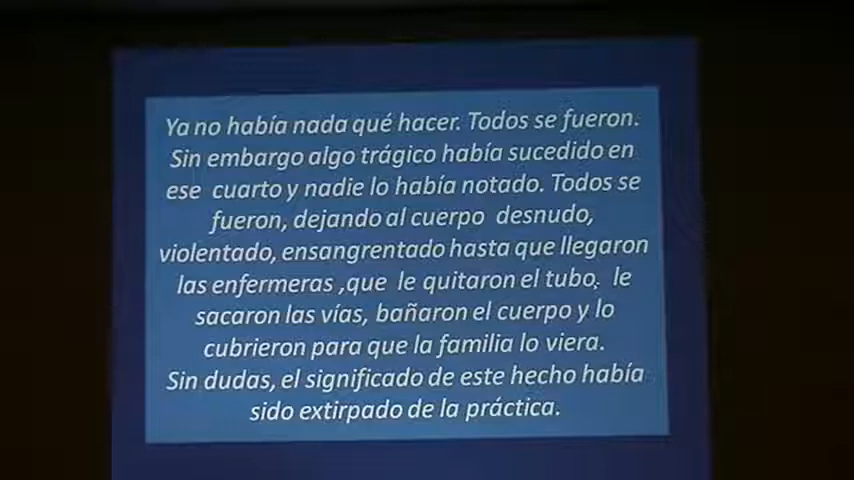 Ya no había nada qué hacer. Todos se fueron.
Sin embargo algo trágico había sucedido en
ese cuarto y nadie lo había notado. Todos se
fueron, dejando al cuerpo desnudo,
violentado, ensangrentado hasta que llegaron
las enfermeras ,que le quitaron el tubo, le
sacaron las vías, bañaron el cuerpo y lo
cubrieron para que la familia lo viera.
Sin dudas, el significado de este hecho había
sido extirpado de la práctica.